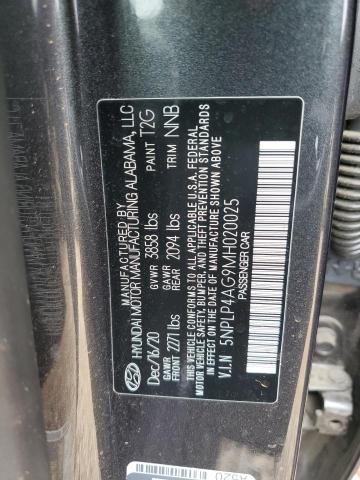 MANUFACTURED BY
HYUNDAI MOTOR MANUFACTURING ALABAMA, LLC
Dec/16/20 GVWR 3858 lbs PAINT T2G
GAWR FRONT 2271 lbs GAWR REAR 2094 lbs TRIM NNB
THIS VEHICLE CONFORMS TO ALL APPLICABLE U.S.A. FEDERAL
MOTOR VEHICLE SAFETY, BUMPER, AND THEFT PREVENTION
STANDARDS IN EFFECT ON THE DATE OF MANUFACTURE SHOWN ABOVE.
V.I.N 5NPLP4AG9MH020025
PASSENGER CAR
A520